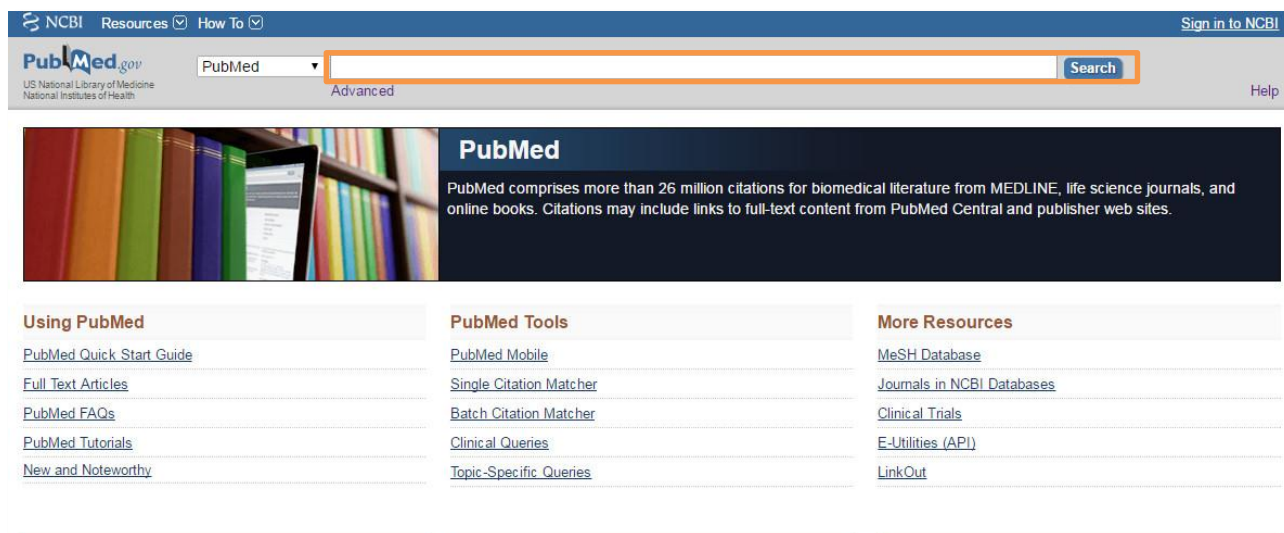 NCBI Resources How To Sign in to NCBI
PubMed.gov
US National Library of Medicine
National Institutes of Health
PubMed
Search
Advanced
Help
PubMed
PubMed comprises more than 26 million citations for biomedical literature from MEDLINE, life science journals, and
online books. Citations may include links to full-text content from PubMed Central and publisher web sites.
Using PubMed
PubMed Quick Start Guide
Full Text Articles
PubMed FAQs
PubMed Tutorials
New and Noteworthy
PubMed Tools
PubMed Mobile
Single Citation Matcher
Batch Citation Matcher
Clinical Queries
Topic-Specific Queries
More Resources
MeSH Database
Journals in NCBI Databases
Clinical Trials
E-Utilities (API)
LinkOut